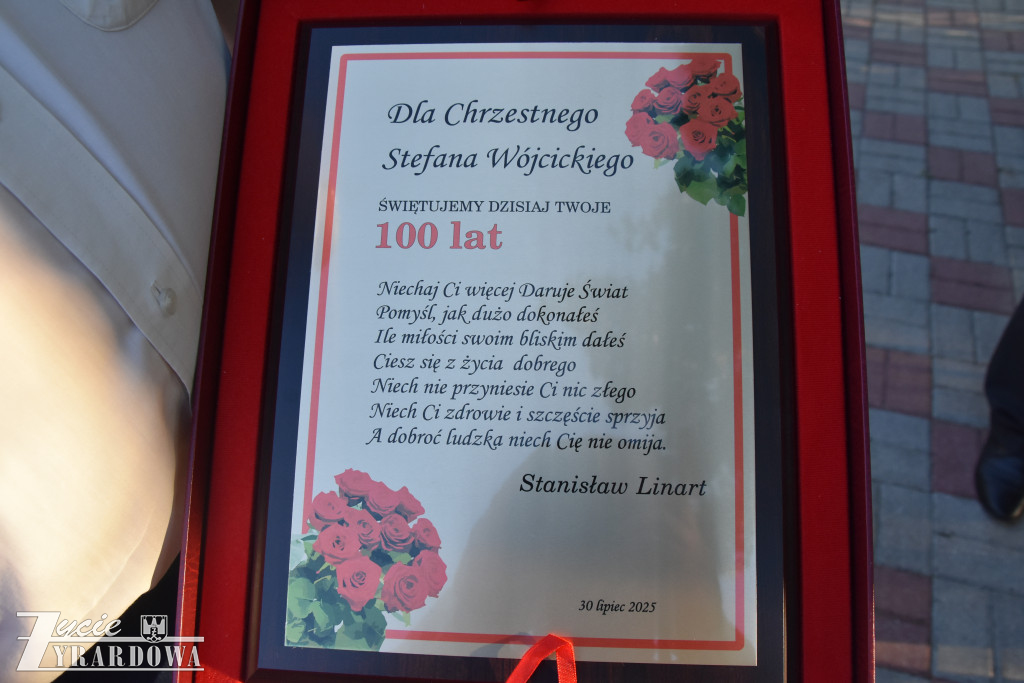 Dla Chrzestnego
Stefana Wójcickiego
ŚWIĘTUJEMY DZISIAJ TWOJE
100 lat
Niechaj Ci więcej Daruje Świat
Pomyśl, jak dużo dokonałeś
Ile miłości swoim bliskim dałeś
Ciesz się z życia dobrego
Niech nie przyniesie Ci nic złego
Niech Ci zdrowie i szczęście sprzyja
A dobroć ludzka niech Cię nie omija.
Stanisław Linart
30 lipiec 2025
Życie
ŻYRARDOWA